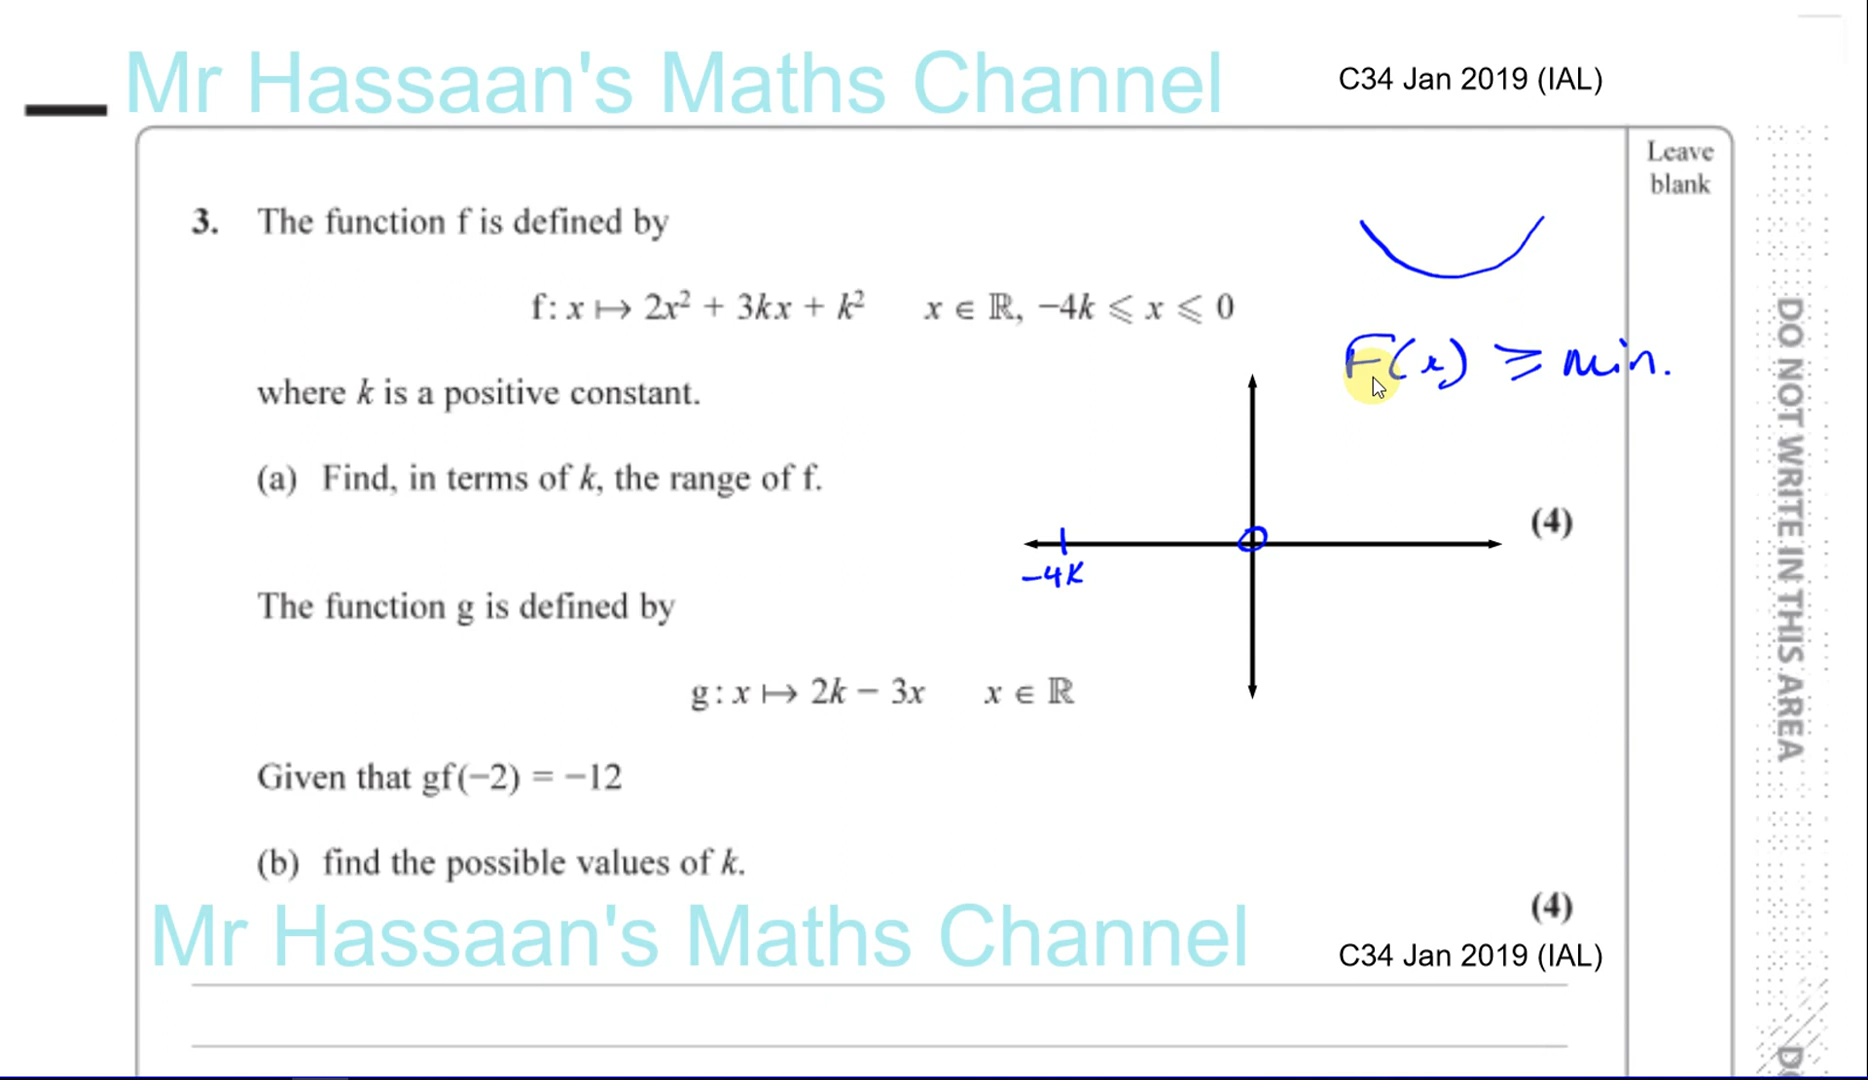 Mr Hassaan's Maths Channel
C34 Jan 2019 (IAL)
Leave
blank
3. The function f is defined by
f: x ↦ 2x² + 3kx + k²  x ∈ ℝ, −4k ⩽ x ⩽ 0
F(x) ≥ min.
where k is a positive constant.
(a) Find, in terms of k, the range of f.
(4)
-4K
The function g is defined by
g: x ↦ 2k − 3x  x ∈ ℝ
Given that gf(−2) = −12
(b) find the possible values of k.
(4)
Mr Hassaan's Maths Channel
C34 Jan 2019 (IAL)
DO NOT WRITE IN THIS AREA